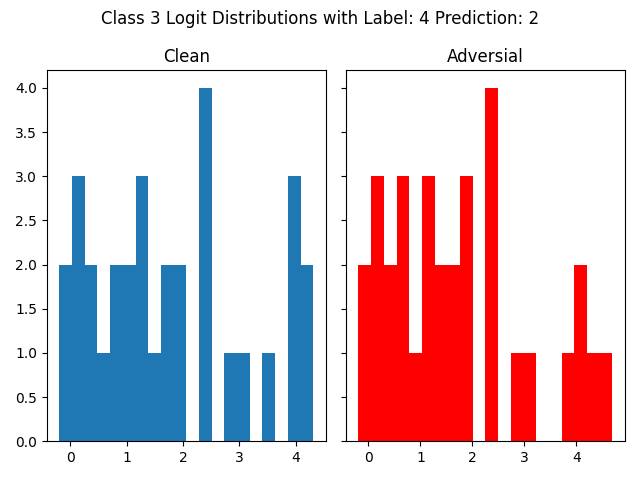 Class 3 Logit Distributions with Label: 4 Prediction: 2
Clean
Adversial
4.0
3.5
3.0
2.5
2.0
1.5
1.0
0.5
0.0
0 1 2 3 4
0 1 2 3 4